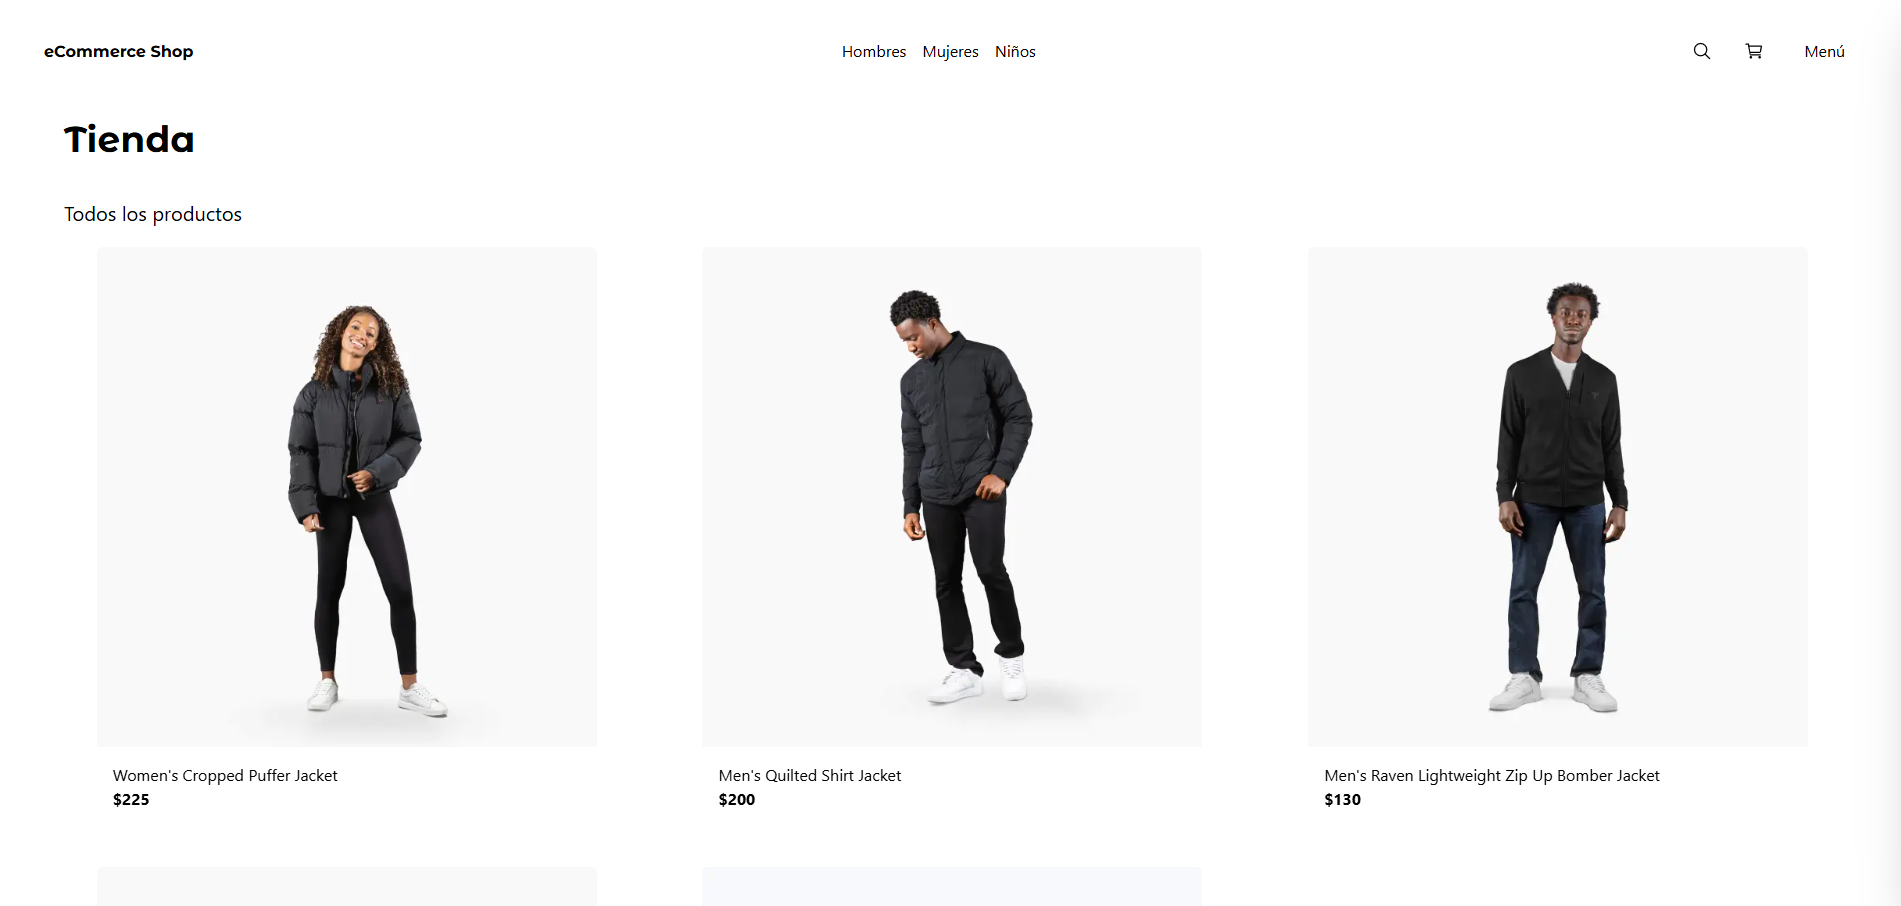 eCommerce Shop
Hombres Mujeres Niños
Menú
Tienda
Todos los productos
Women's Cropped Puffer Jacket
$225
Men's Quilted Shirt Jacket
$200
Men's Raven Lightweight Zip Up Bomber Jacket
$130